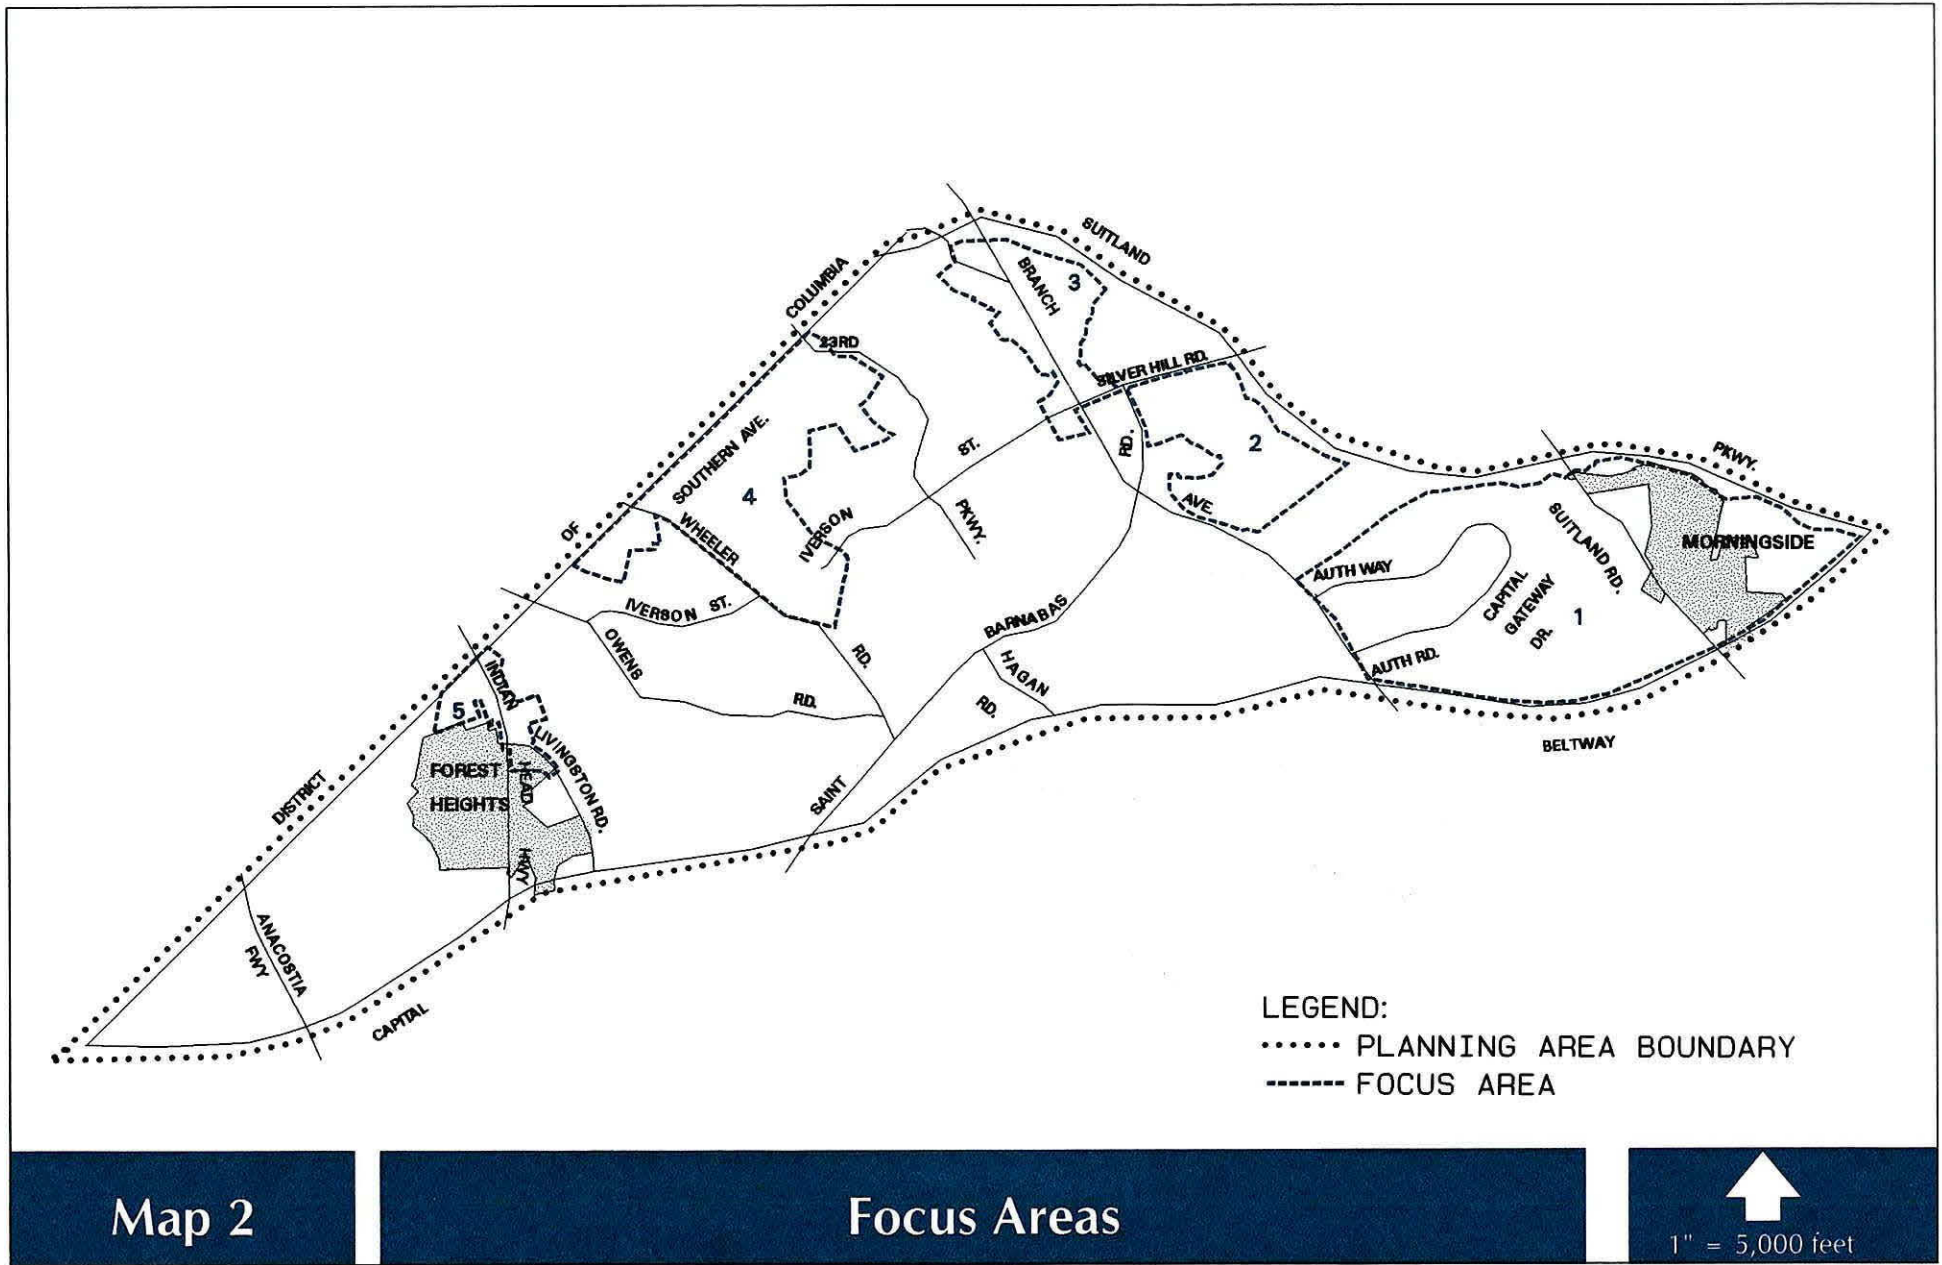 SUITLAND
COLUMBIA
BRANCH
3
23RD
SILVER HILL RD.
SOUTHERN AVE.
RD.
2
ST.
PKWY.
4
AVE.
OF
WHEELER
IVERSON
PKWY.
SUITLAND RD.
MORNINGSIDE
AUTH WAY
CAPITAL
GATEWAY
DR.
1
IVERSON ST.
BARNABAS
OWENS
RD.
HAGAN
AUTH RD.
INDIAN
RD.
RD.
5
LIVINGSTON RD.
BELTWAY
FOREST
HEIGHTS
HEAD
DISTRICT
SAINT
HWY
ANACOSTIA
FWY
CAPITAL
LEGEND:
PLANNING AREA BOUNDARY
FOCUS AREA
Map 2
Focus Areas
1" = 5,000 feet